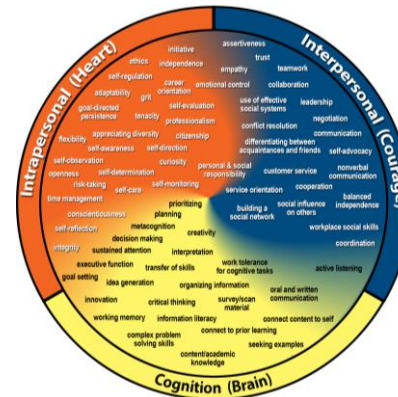 Intrapersonal (Heart)
Interpersonal (Courage)
Cognition (Brain)
initiative
ethics
independence
self-regulation
career
orientation
adaptability
grit
self-evaluation
goal-directed
persistence
tenacity
professionalism
appreciating diversity
citizenship
flexibility
self-awareness
self-direction
self-observation
curiosity
openness
self-determination
personal & social
responsibility
risk-taking
self-care
self-monitoring
time management
conscientiousness
self-reflection
integrity
assertiveness
trust
empathy
teamwork
emotional control
collaboration
use of effective
social systems
leadership
negotiation
conflict resolution
communication
differentiating between
acquaintances and friends
self-advocacy
customer service
nonverbal
communication
service orientation
cooperation
building a
social network
social influence
on others
balanced
independence
workplace social skills
coordination
active listening
prioritizing
planning
metacognition
creativity
decision making
sustained attention
interpretation
executive function
transfer of skills
work tolerance
for cognitive tasks
goal setting
idea generation
organizing information
oral and written
communication
innovation
critical thinking
survey/scan
material
connect content to self
working memory
information literacy
connect to prior learning
complex problem
solving skills
seeking examples
content/academic
knowledge